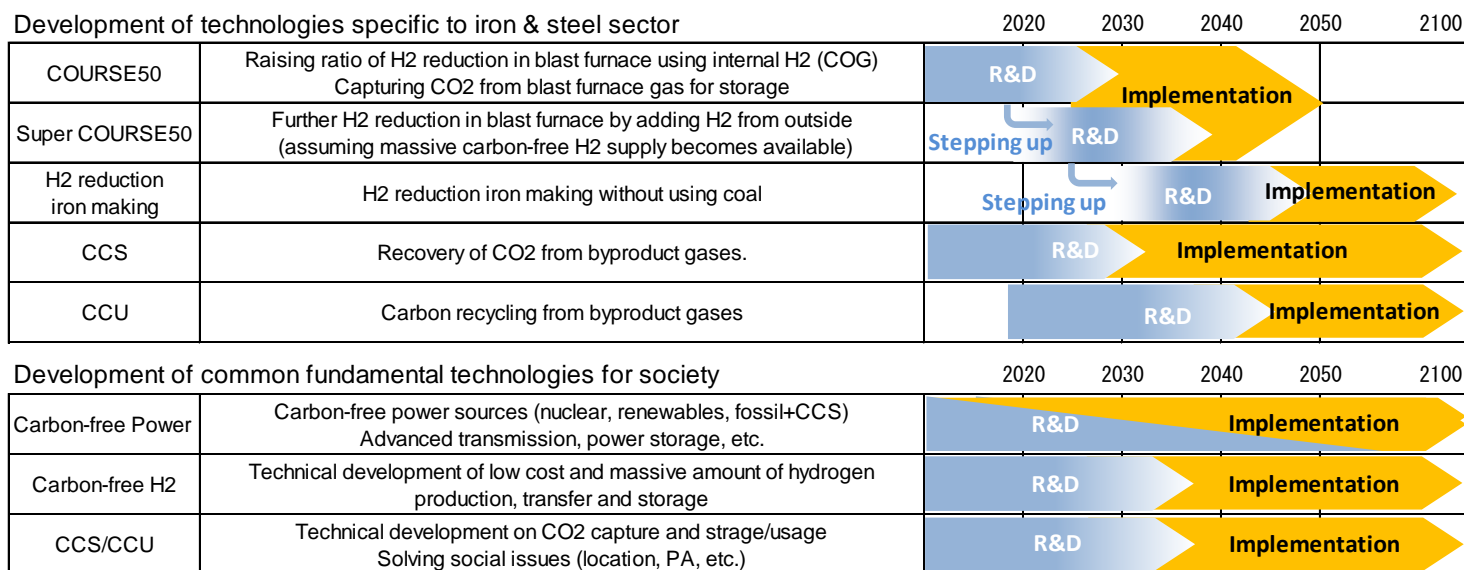 Development of technologies specific to iron & steel sector
2020 2030 2040 2050 2100
COURSE50
Raising ratio of H2 reduction in blast furnace using internal H2 (COG)
Capturing CO2 from blast furnace gas for storage
R&D
Implementation
Super COURSE50
Further H2 reduction in blast furnace by adding H2 from outside
(assuming massive carbon-free H2 supply becomes available)
Stepping up
R&D
H2 reduction
iron making
H2 reduction iron making without using coal
Stepping up
R&D
Implementation
CCS
Recovery of CO2 from byproduct gases.
R&D
Implementation
CCU
Carbon recycling from byproduct gases
R&D
Implementation
Development of common fundamental technologies for society
2020 2030 2040 2050 2100
Carbon-free Power
Carbon-free power sources (nuclear, renewables, fossil+CCS)
Advanced transmission, power storage, etc.
R&D
Implementation
Carbon-free H2
Technical development of low cost and massive amount of hydrogen
production, transfer and storage
R&D
Implementation
CCS/CCU
Technical development on CO2 capture and strage/usage
Solving social issues (location, PA, etc.)
R&D
Implementation